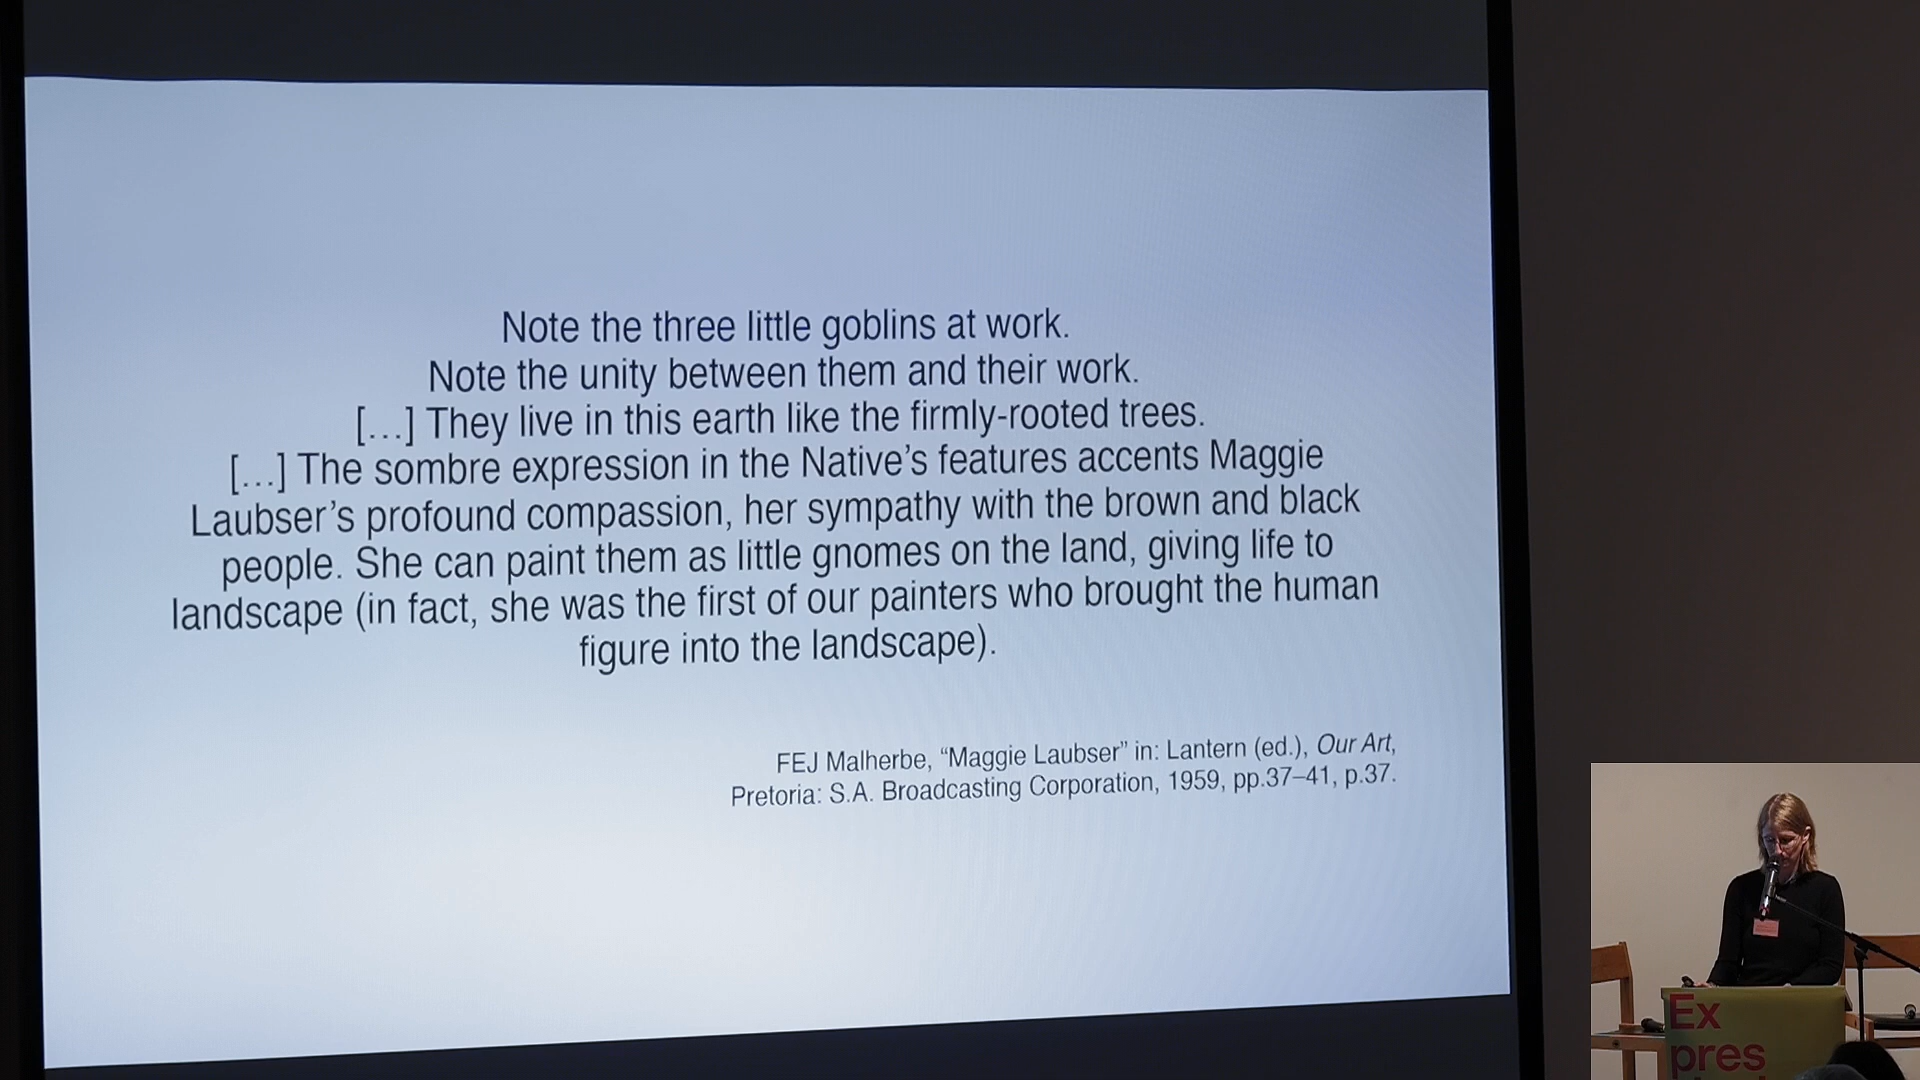 Note the three little goblins at work.
Note the unity between them and their work.
[…] They live in this earth like the firmly-rooted trees.
[…] The sombre expression in the Native’s features accents Maggie
Laubser’s profound compassion, her sympathy with the brown and black
people. She can paint them as little gnomes on the land, giving life to
landscape (in fact, she was the first of our painters who brought the human
figure into the landscape).
FEJ Malherbe, “Maggie Laubser” in: Lantern (ed.), Our Art,
Pretoria: S.A. Broadcasting Corporation, 1959, pp.37–41, p.37.
Ex
pres